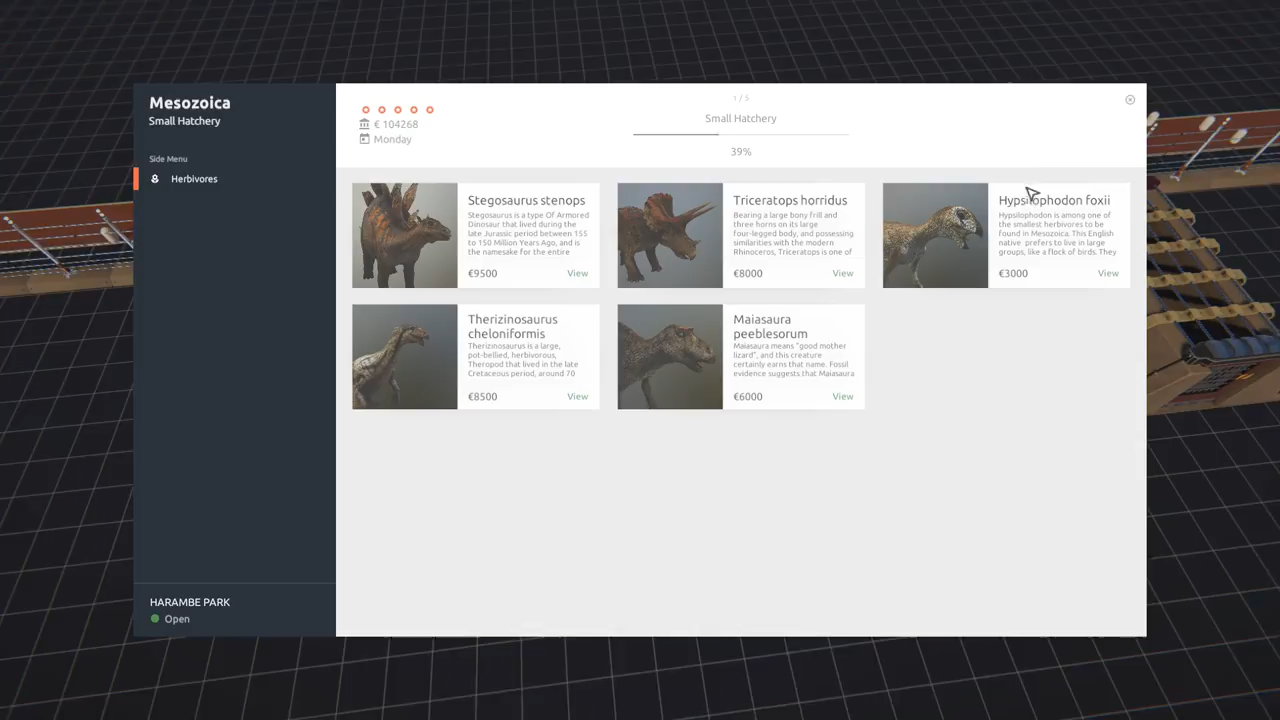 Mesozoica
Small Hatchery
Side Menu
Herbivores
HARAMBE PARK
Open
€ 104268
Monday
1 / 5
Small Hatchery
39%
Stegosaurus stenops
Stegosaurus is a type Of Armored
Dinosaur that lived during the
late Jurassic period between 155
to 150 Million Years Ago, and is
the namesake for the entire
€9500
View
Triceratops horridus
Bearing a large bony frill and
three horns on its large
four-legged body, and possessing
similarities with the modern
Rhinoceros, Triceratops is one of
€8000
View
Hypsilophodon foxii
Hypsilophodon is among one of
the smallest herbivores to be
found in Mesozoica. This English
native prefers to live in large
groups, like a flock of birds. They
€3000
View
Therizinosaurus
cheloniformis
Therizinosaurus is a large,
pot-bellied, herbivorous,
Theropod that lived in the late
Cretaceous period, around 70
€8500
View
Maiasaura
peeblesorum
Maiasaura means "good mother
lizard", and this creature
certainly earns that name. Fossil
evidence suggests that Maiasaura
€6000
View